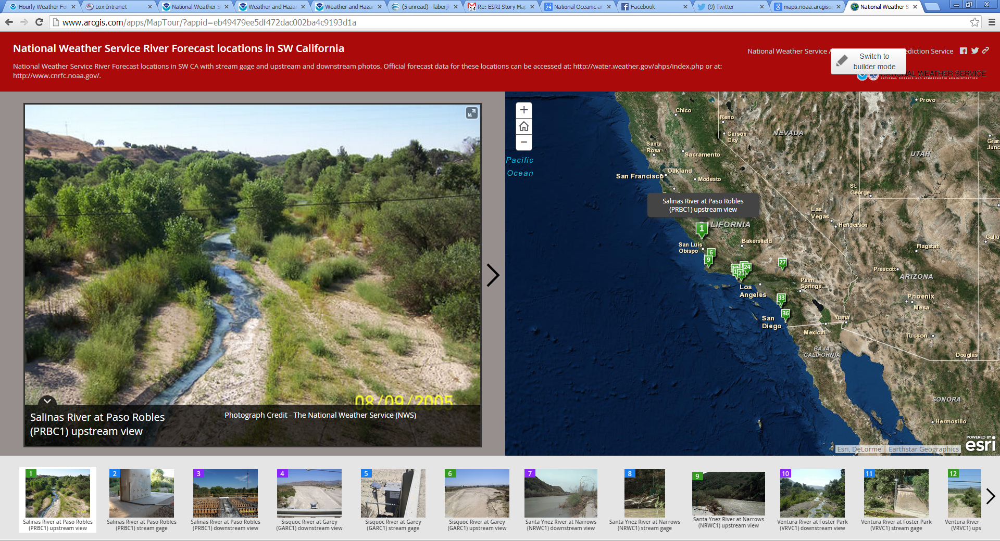 Hourly Weather Fo
Lox Intranet
National Weather S
Weather and Haza
Weather and Haza
(5 unread) - laberj
Re: ESRI Story Ma
National Oceanic a
Facebook
(9) Twitter
maps.noaa.arcgiso
National Weather S
www.arcgis.com/apps/MapTour/?appid=eb49479ee5df472dac002ba4c9193d1a
National Weather Service River Forecast locations in SW California
National Weather Service River Forecast locations in SW CA with stream gage and upstream and downstream photos. Official forecast data for these locations can be accessed at: http://water.weather.gov/ahps/index.php or at:
http://www.cnrfc.noaa.gov/.
National Weather Service A
ediction Service
Switch to
builder mode
AL WEATHER SERVICE
NATIONAL OCEANIC AND ATMOSPHERIC ADMINISTRATION
08/09/2005
Salinas River at Paso Robles
(PRBC1) upstream view
Photograph Credit - The National Weather Service (NWS)
Pacific
Ocean
Chico
Reno
Carson
City
NEVADA
Provo
UTAH
Gran
Junc
Santa
Rosa
Sacramento
Oakland
San Francisco
Modesto
St.
George
Salinas River at Paso Robles
(PRBC1) upstream view
Las
Vegas
Henderson
1
ALIFORNIA
San Luis
Obispo
Bakersfield
Flagstaff
Gallu
6
9
27
24
21
Prescott
ARIZONA
Los
Angeles
Palm
Springs
Phoenix
Mesa
33
36
San
Diego
Yuma
Mexicali
Tucson
BAJA
CALIFORNIA
Douglas
SONORA
Hermosillo
POWERED BY
esri
Esri, DeLorme | Earthstar Geographics
1
Salinas River at Paso Robles
(PRBC1) upstream view
2
Salinas River at Paso Robles
(PRBC1) stream gage
3
Salinas River at Paso Robles
(PRBC1) downstream view
4
Sisquoc River at Garey
(GARC1) downstream view
5
Sisquoc River at Garey
(GARC1) stream gage
6
Sisquoc River at Garey
(GARC1) upstream view
7
Santa Ynez River at Narrows
(NRWC1) downstream view
8
Santa Ynez River at Narrows
(NRWC1) stream gage
9
Santa Ynez River at Narrows
(NRWC1) upstream view
10
Ventura River at Foster Park
(VRVC1) downstream view
11
Ventura River at Foster Park
(VRVC1) stream gage
12
Ventura River
(VRVC1) ups